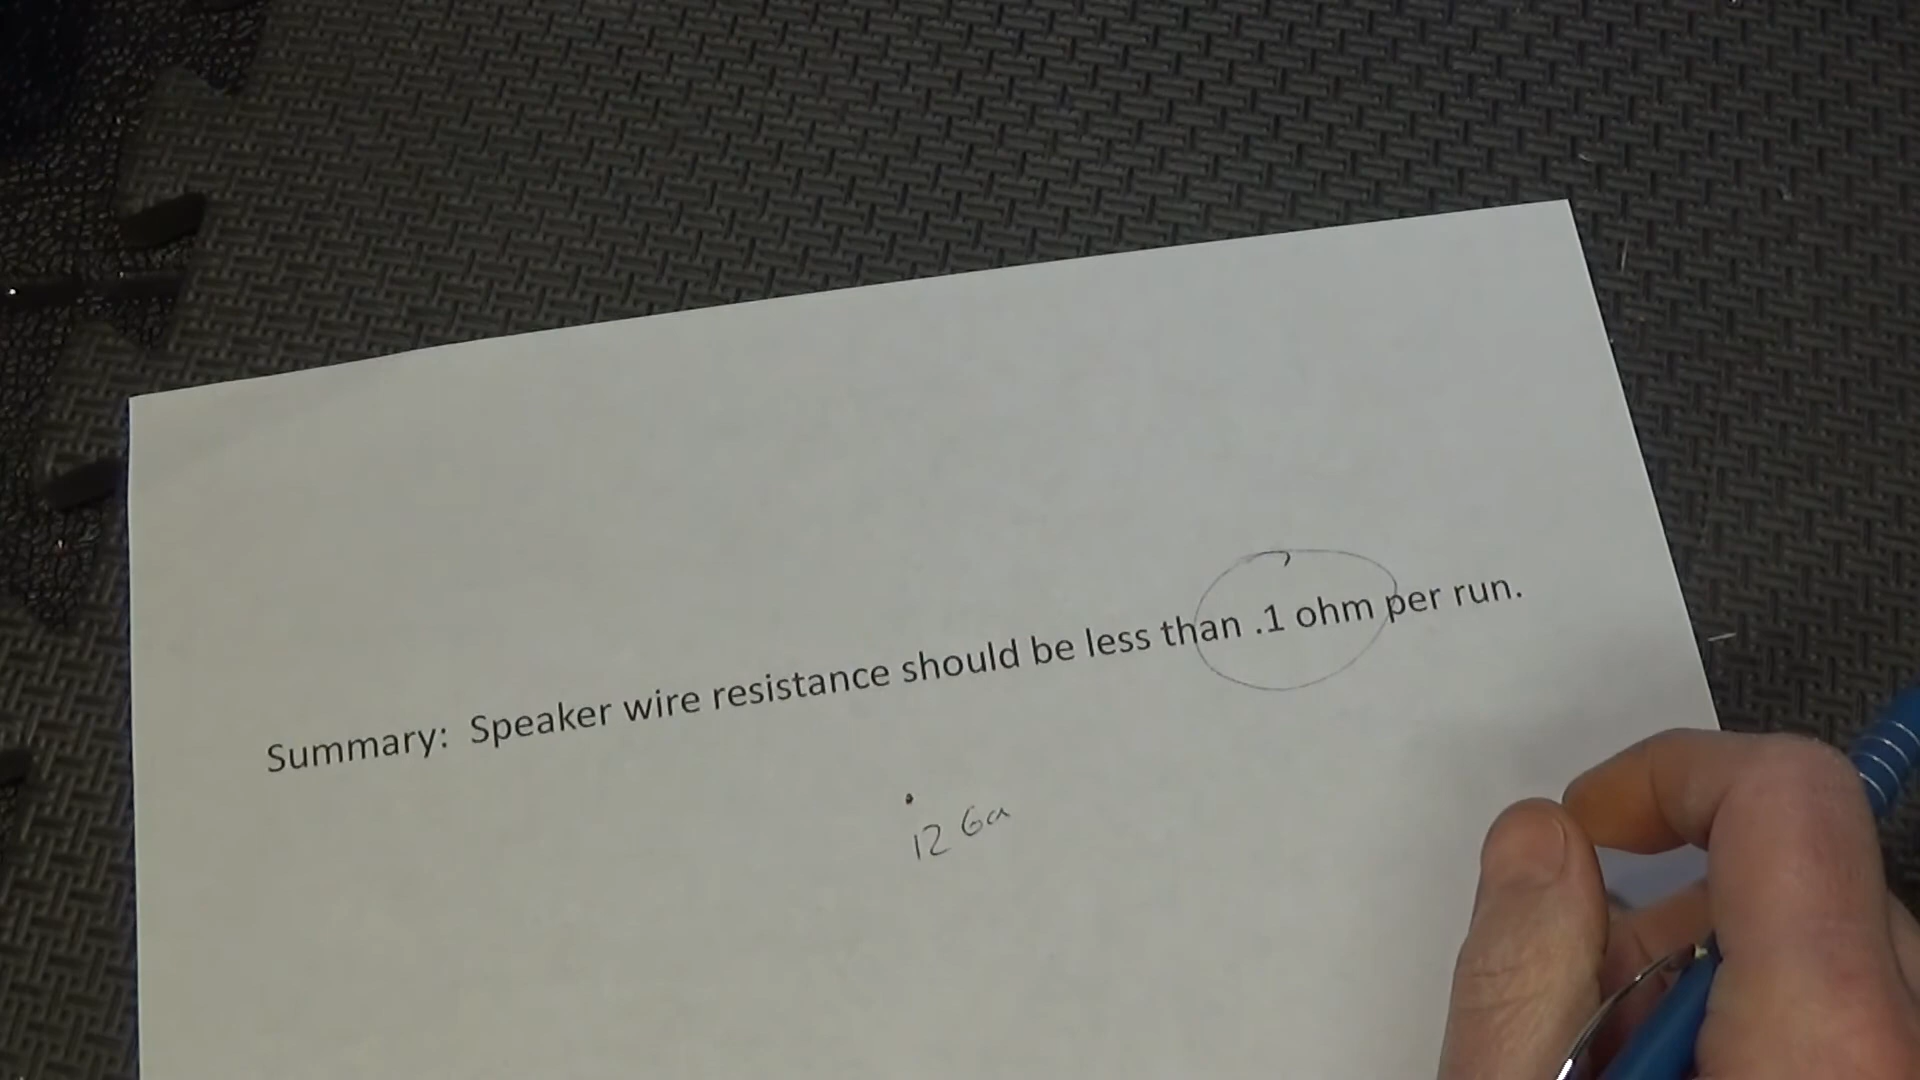 Summary: Speaker wire resistance should be less than .1 ohm per run.
12 Ga